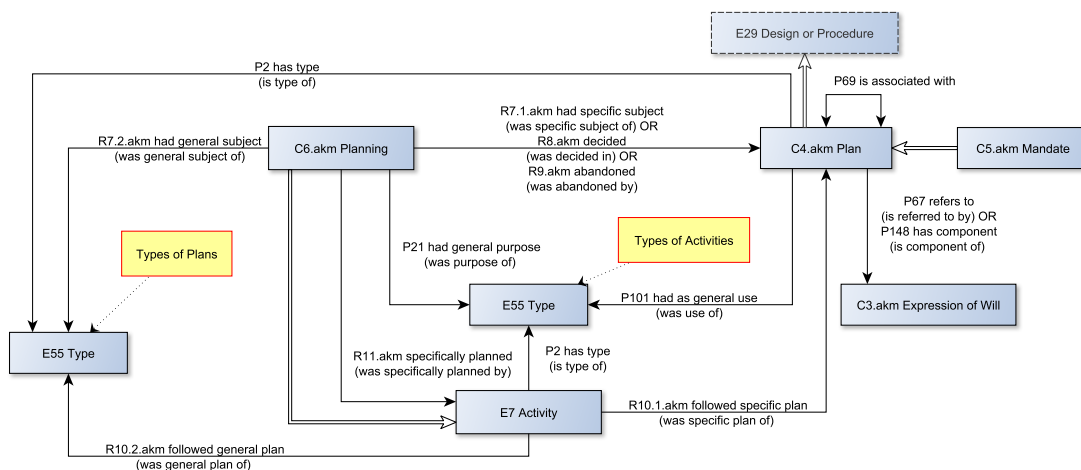 E29 Design or Procedure
P2 has type
(is type of)
P69 is associated with
R7.1.akm had specific subject
(was specific subject of) OR
R8.akm decided
(was decided in) OR
R9.akm abandoned
(was abandoned by)
R7.2.akm had general subject
(was general subject of)
C6.akm Planning
C4.akm Plan
C5.akm Mandate
P67 refers to
(is referred to by) OR
P148 has component
(is component of)
Types of Plans
P21 had general purpose
(was purpose of)
Types of Activities
E55 Type
P101 had as general use
(was use of)
C3.akm Expression of Will
E55 Type
R11.akm specifically planned
(was specifically planned by)
P2 has type
(is type of)
E7 Activity
R10.1.akm followed specific plan
(was specific plan of)
R10.2.akm followed general plan
(was general plan of)